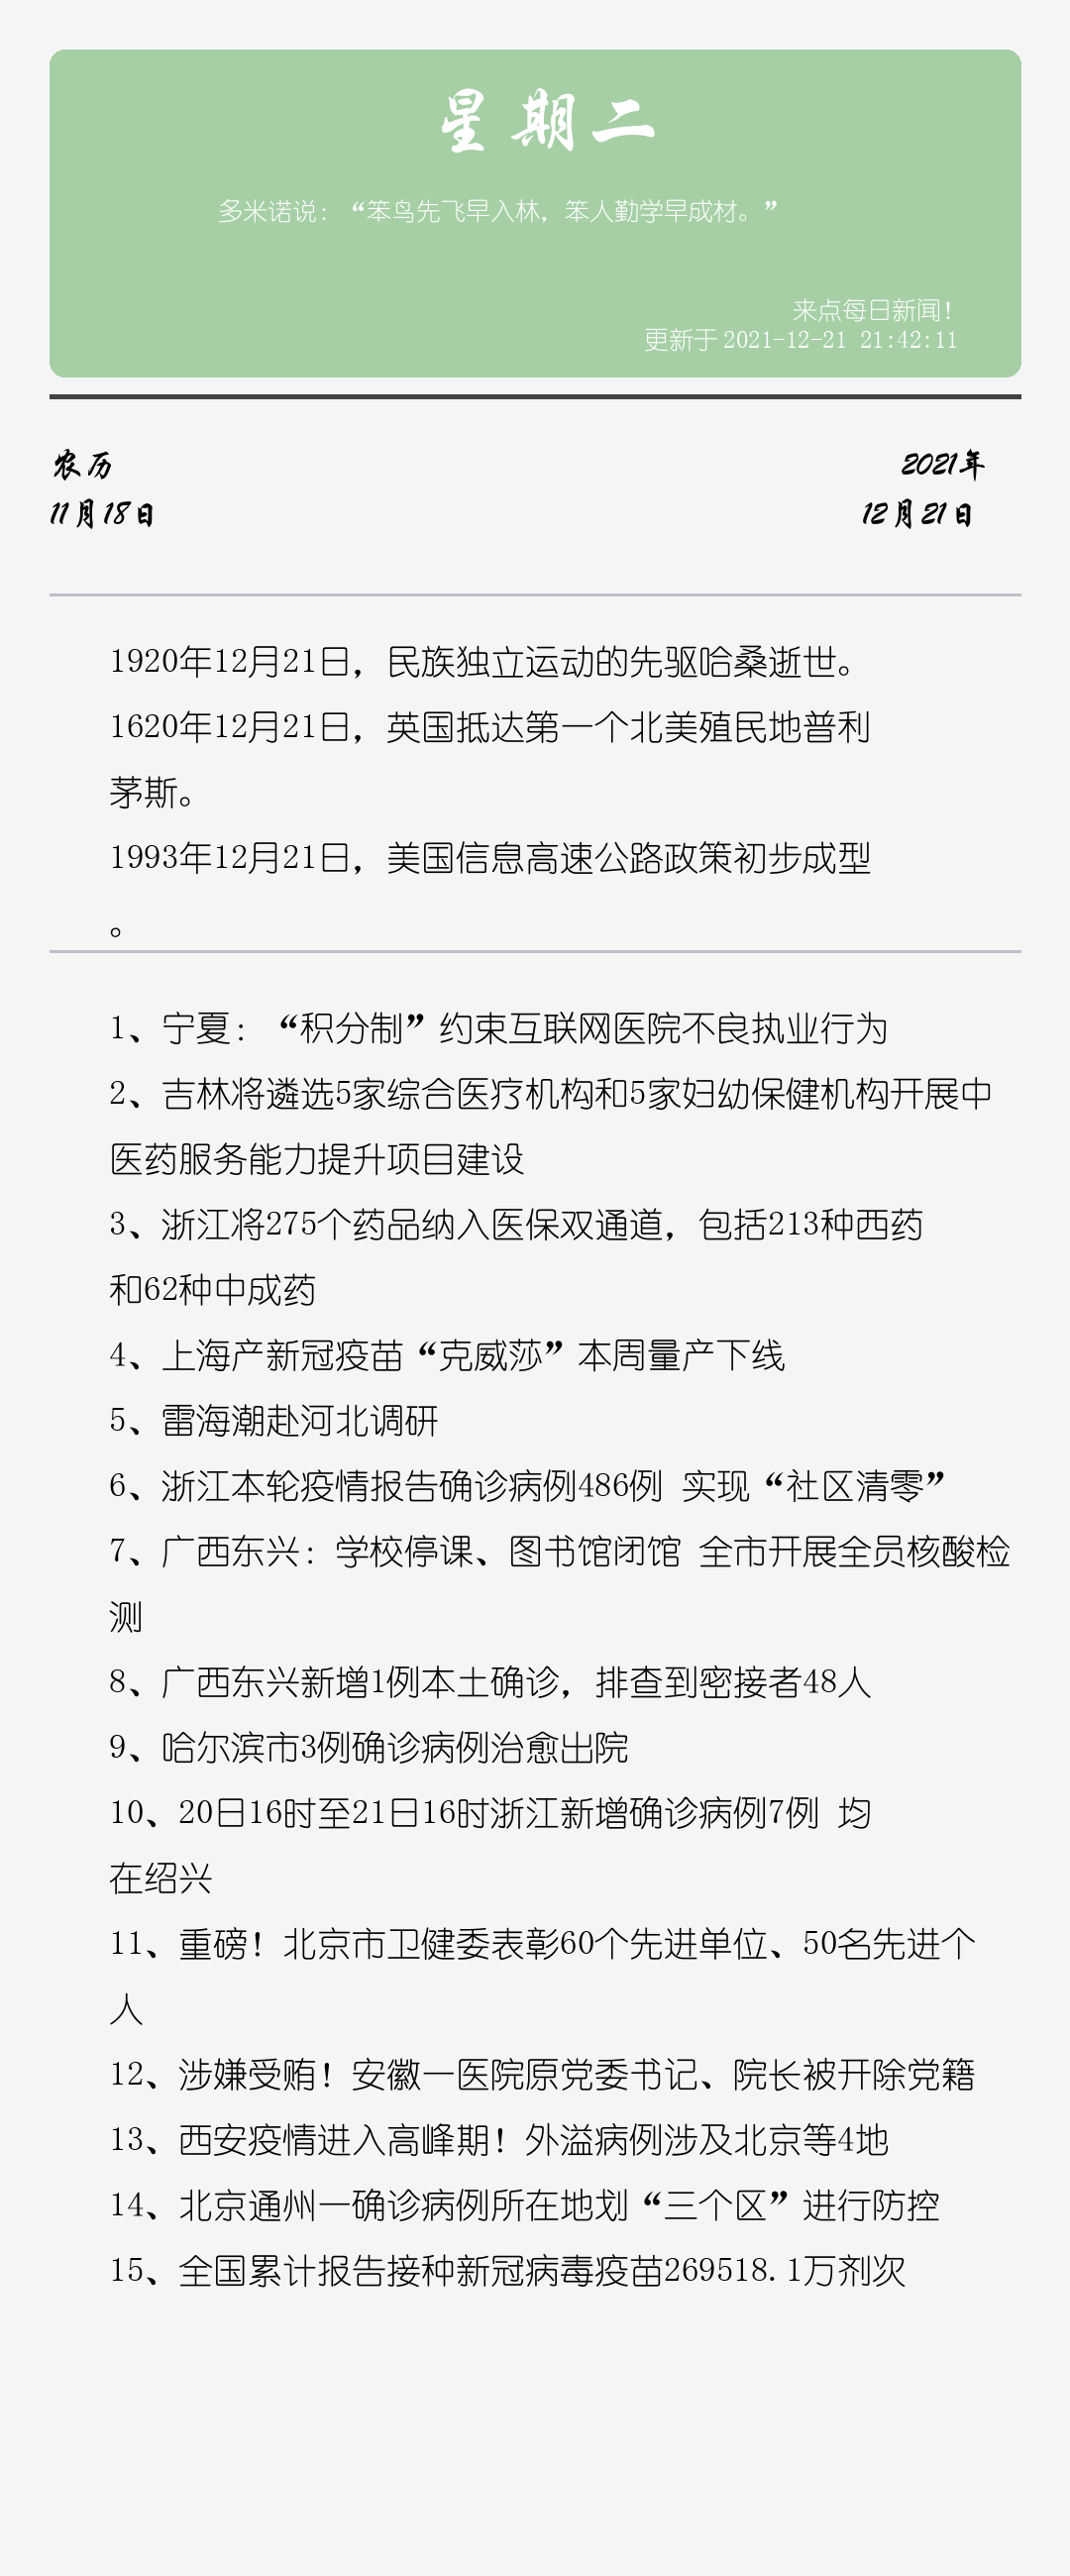 星期二
多米诺说：“笨鸟先飞早入林，笨人勤学早成材。”
来点每日新闻！
更新于2021-12-21 21:42:11
农历
11月18日
2021年
12月21日
1920年12月21日，民族独立运动的先驱哈桑逝世。
1620年12月21日，英国抵达第一个北美殖民地普利
茅斯。
1993年12月21日，美国信息高速公路政策初步成型
。
1、宁夏：“积分制”约束互联网医院不良执业行为
2、吉林将遴选5家综合医疗机构和5家妇幼保健机构开展中
医药服务能力提升项目建设
3、浙江将275个药品纳入医保双通道，包括213种西药
和62种中成药
4、上海产新冠疫苗“克威莎”本周量产下线
5、雷海潮赴河北调研
6、浙江本轮疫情报告确诊病例486例 实现“社区清零”
7、广西东兴：学校停课、图书馆闭馆 全市开展全员核酸检
测
8、广西东兴新增1例本土确诊，排查到密接者48人
9、哈尔滨市3例确诊病例治愈出院
10、20日16时至21日16时浙江新增确诊病例7例 均
在绍兴
11、重磅！北京市卫健委表彰60个先进单位、50名先进个
人
12、涉嫌受贿！安徽一医院原党委书记、院长被开除党籍
13、西安疫情进入高峰期！外溢病例涉及北京等4地
14、北京通州一确诊病例所在地划“三个区”进行防控
15、全国累计报告接种新冠病毒疫苗269518.1万剂次